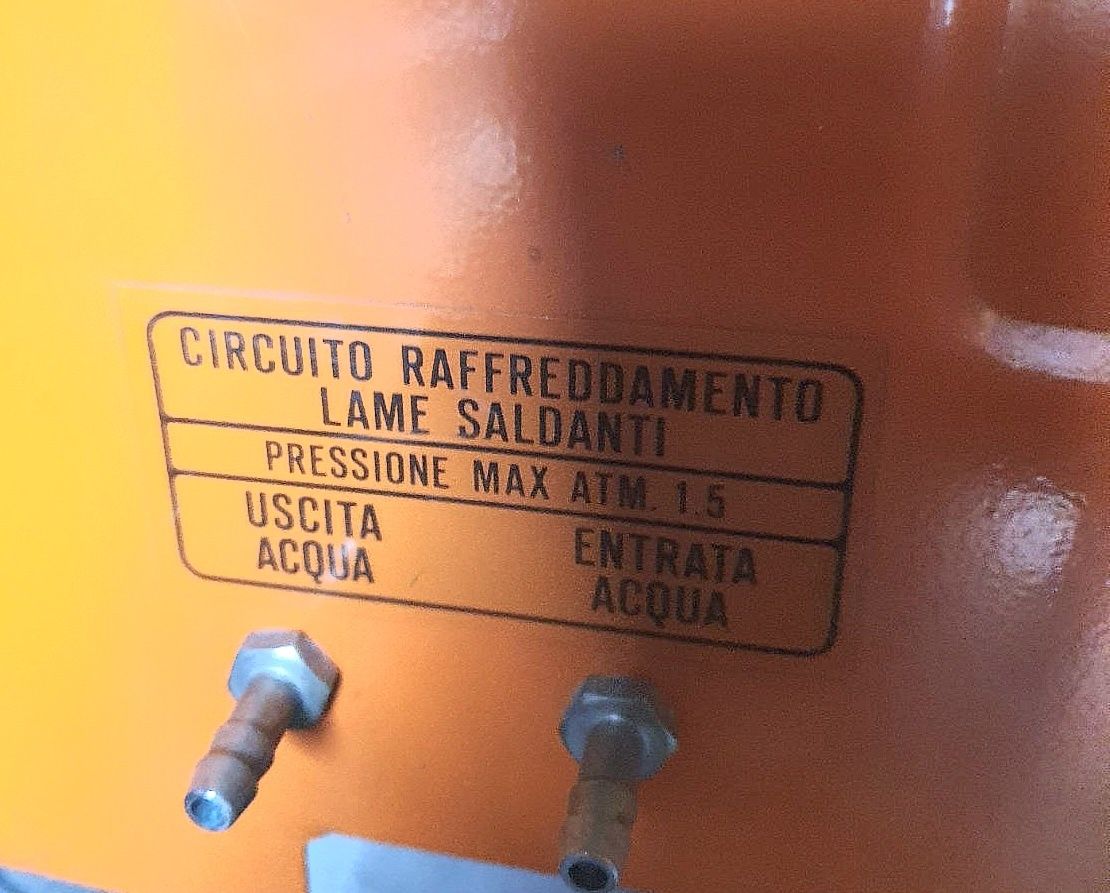 CIRCUITO RAFFREDDAMENTO
LAME SALDANTI
PRESSIONE MAX ATM. 1.5
USCITA
ACQUA
ENTRATA
ACQUA